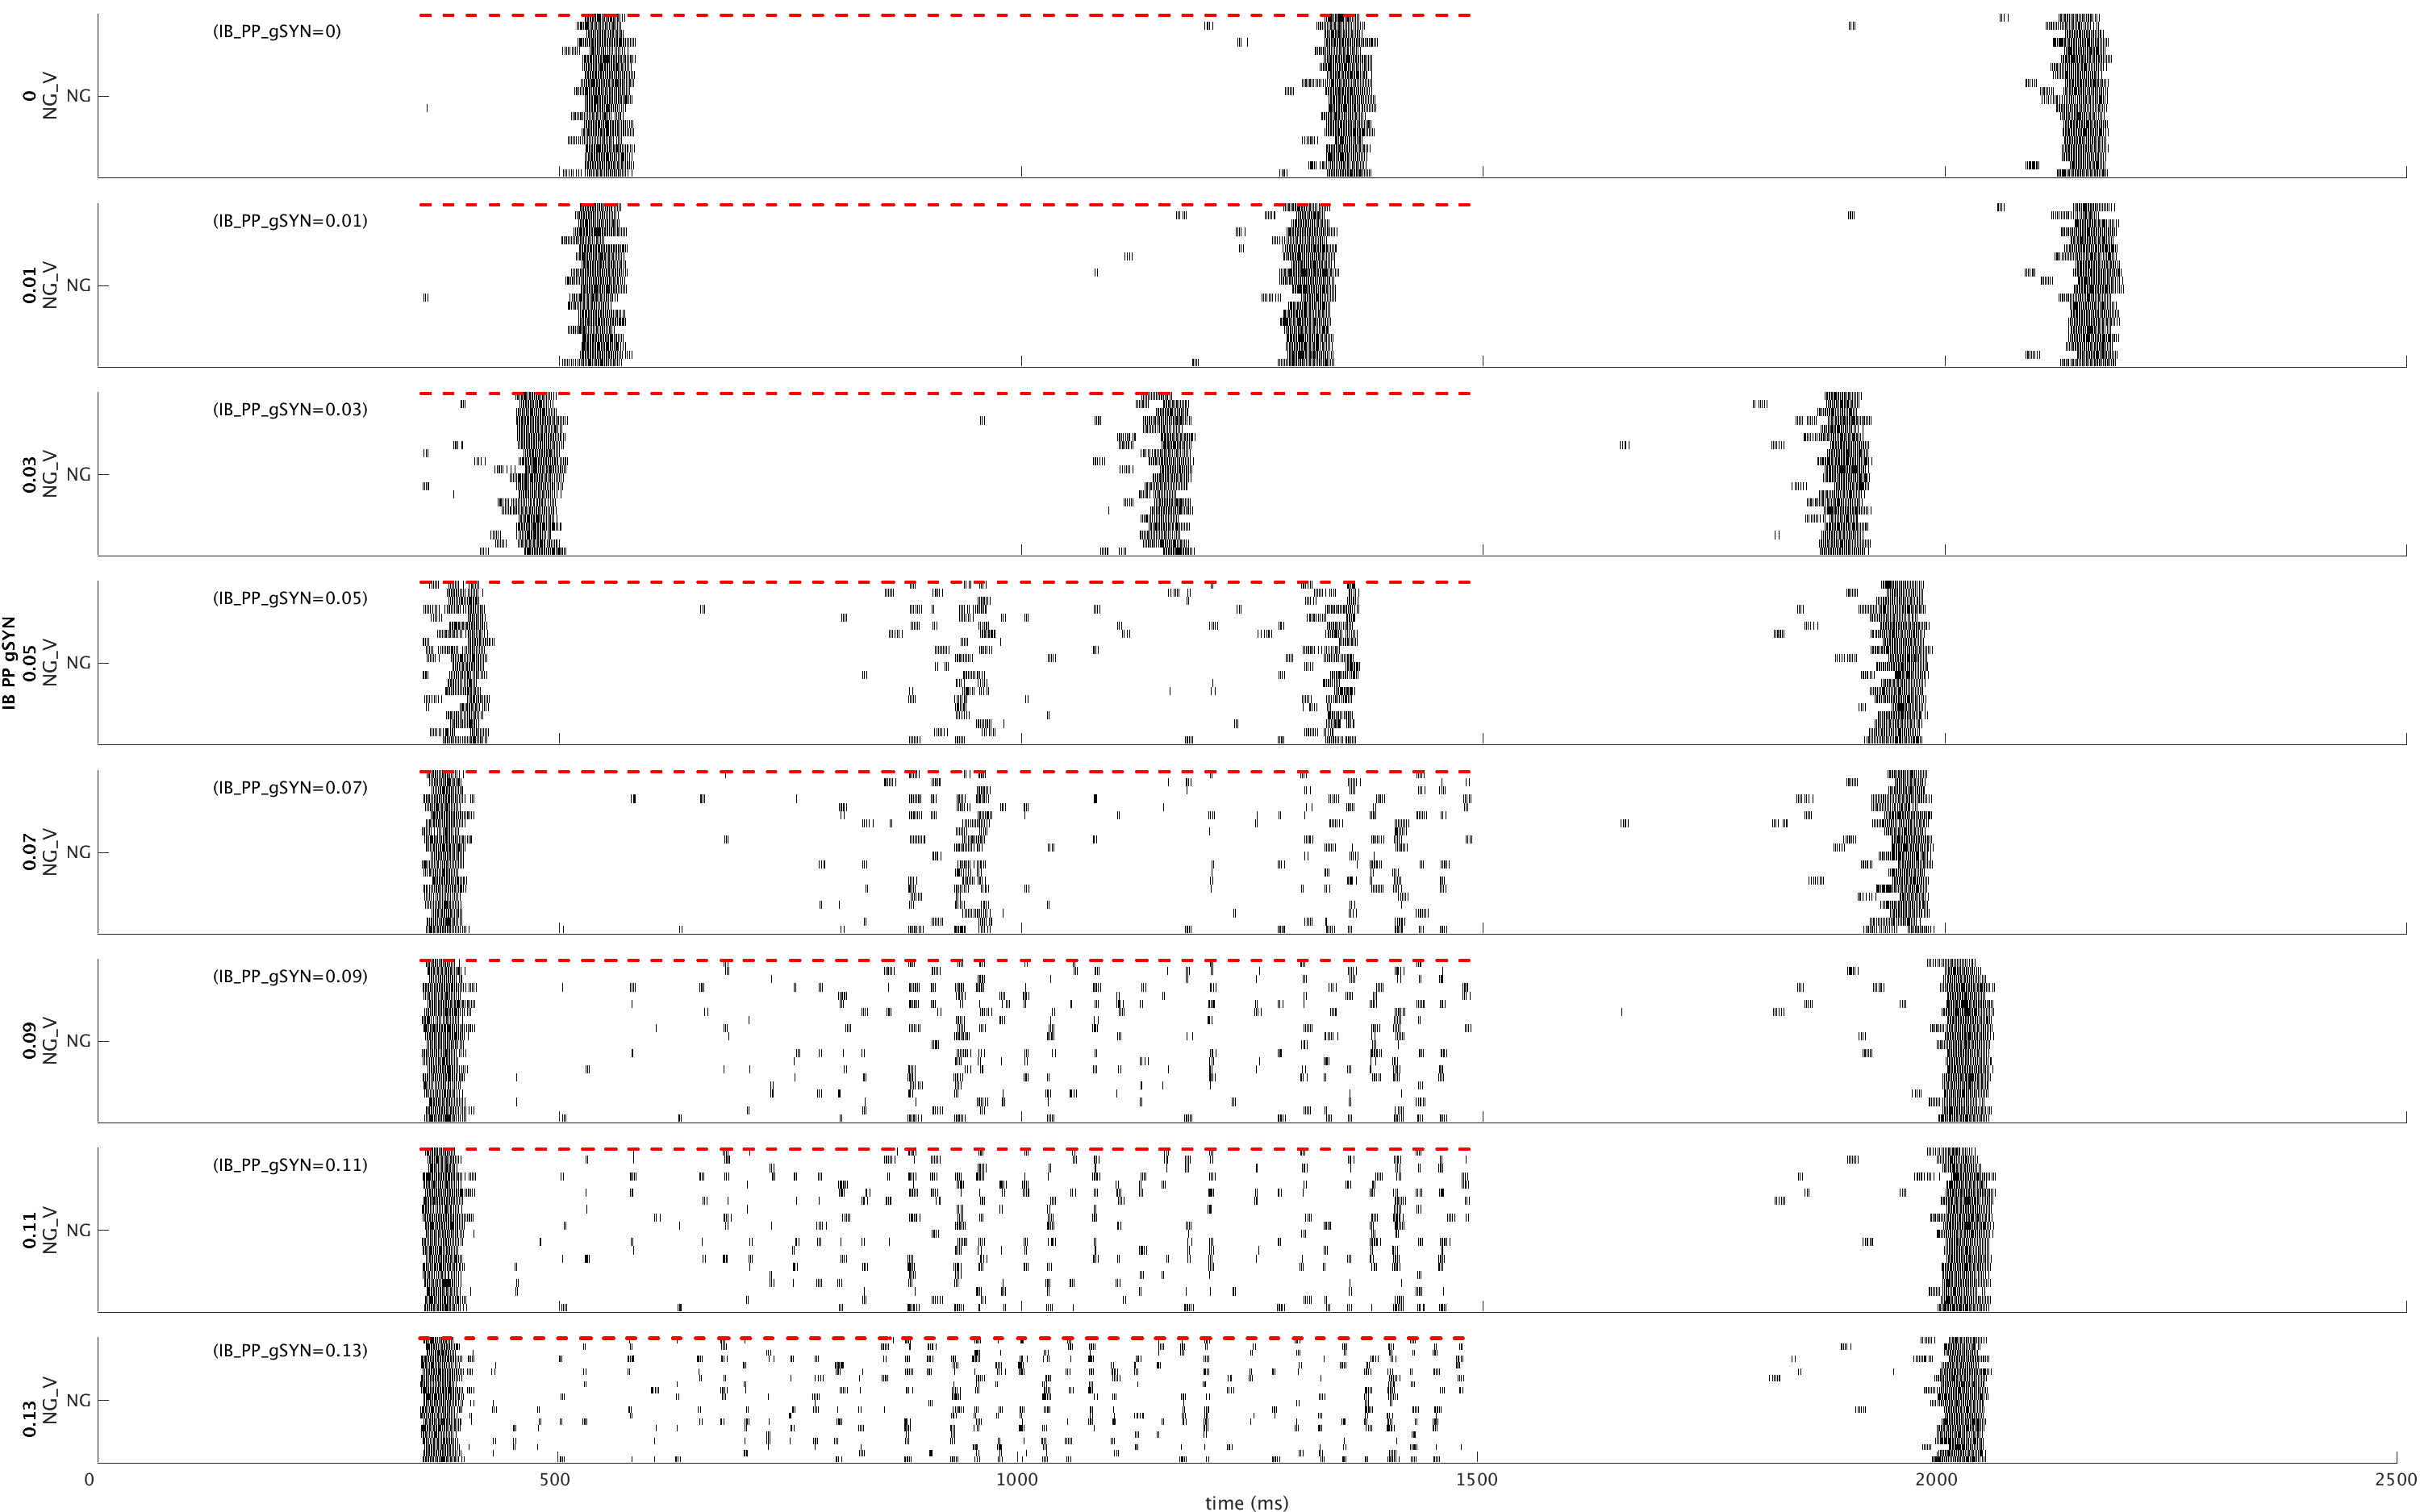 (IB_PP_gSYN=0)
0
NG_V
NG
(IB_PP_gSYN=0.01)
0.01
NG_V
NG
(IB_PP_gSYN=0.03)
0.03
NG_V
NG
(IB_PP_gSYN=0.05)
IB PP gSYN
0.05
NG_V
NG
(IB_PP_gSYN=0.07)
0.07
NG_V
NG
(IB_PP_gSYN=0.09)
0.09
NG_V
NG
(IB_PP_gSYN=0.11)
0.11
NG_V
NG
(IB_PP_gSYN=0.13)
0.13
NG_V
NG
0 500 1000 1500 2000 2500
time (ms)